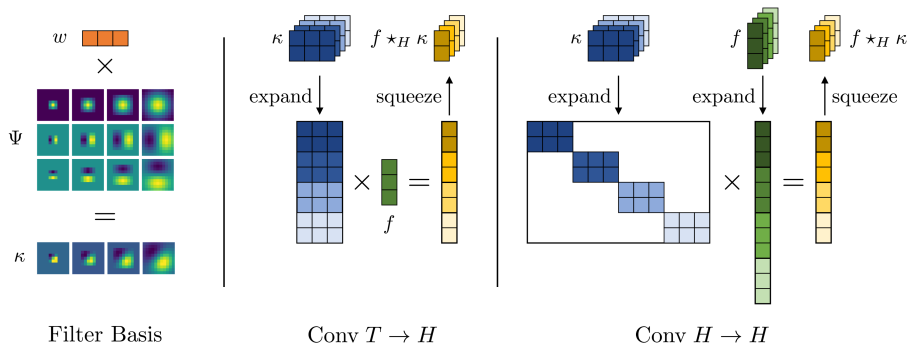 w
×
Ψ
=
κ
Filter Basis
κ
f ⋆_H κ
expand
squeeze
×
=
f
Conv T → H
κ
f
f ⋆_H κ
expand
expand
squeeze
×
=
Conv H → H